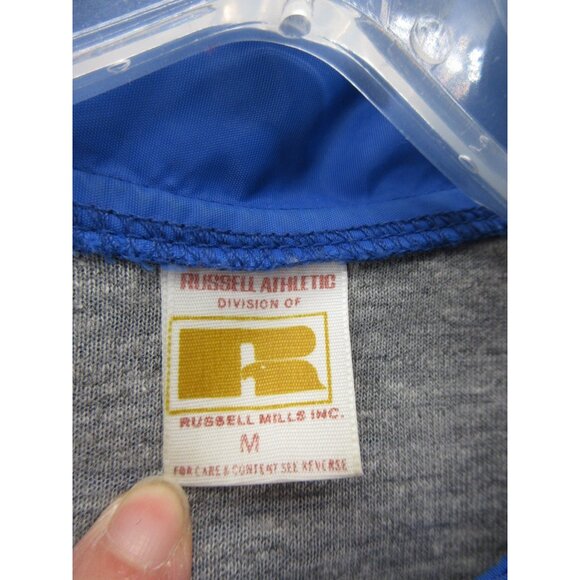 RUSSELL ATHLETIC
DIVISION OF
R
RUSSELL MILLS INC.
M
FOR CARE & CONTENT SEE REVERSE